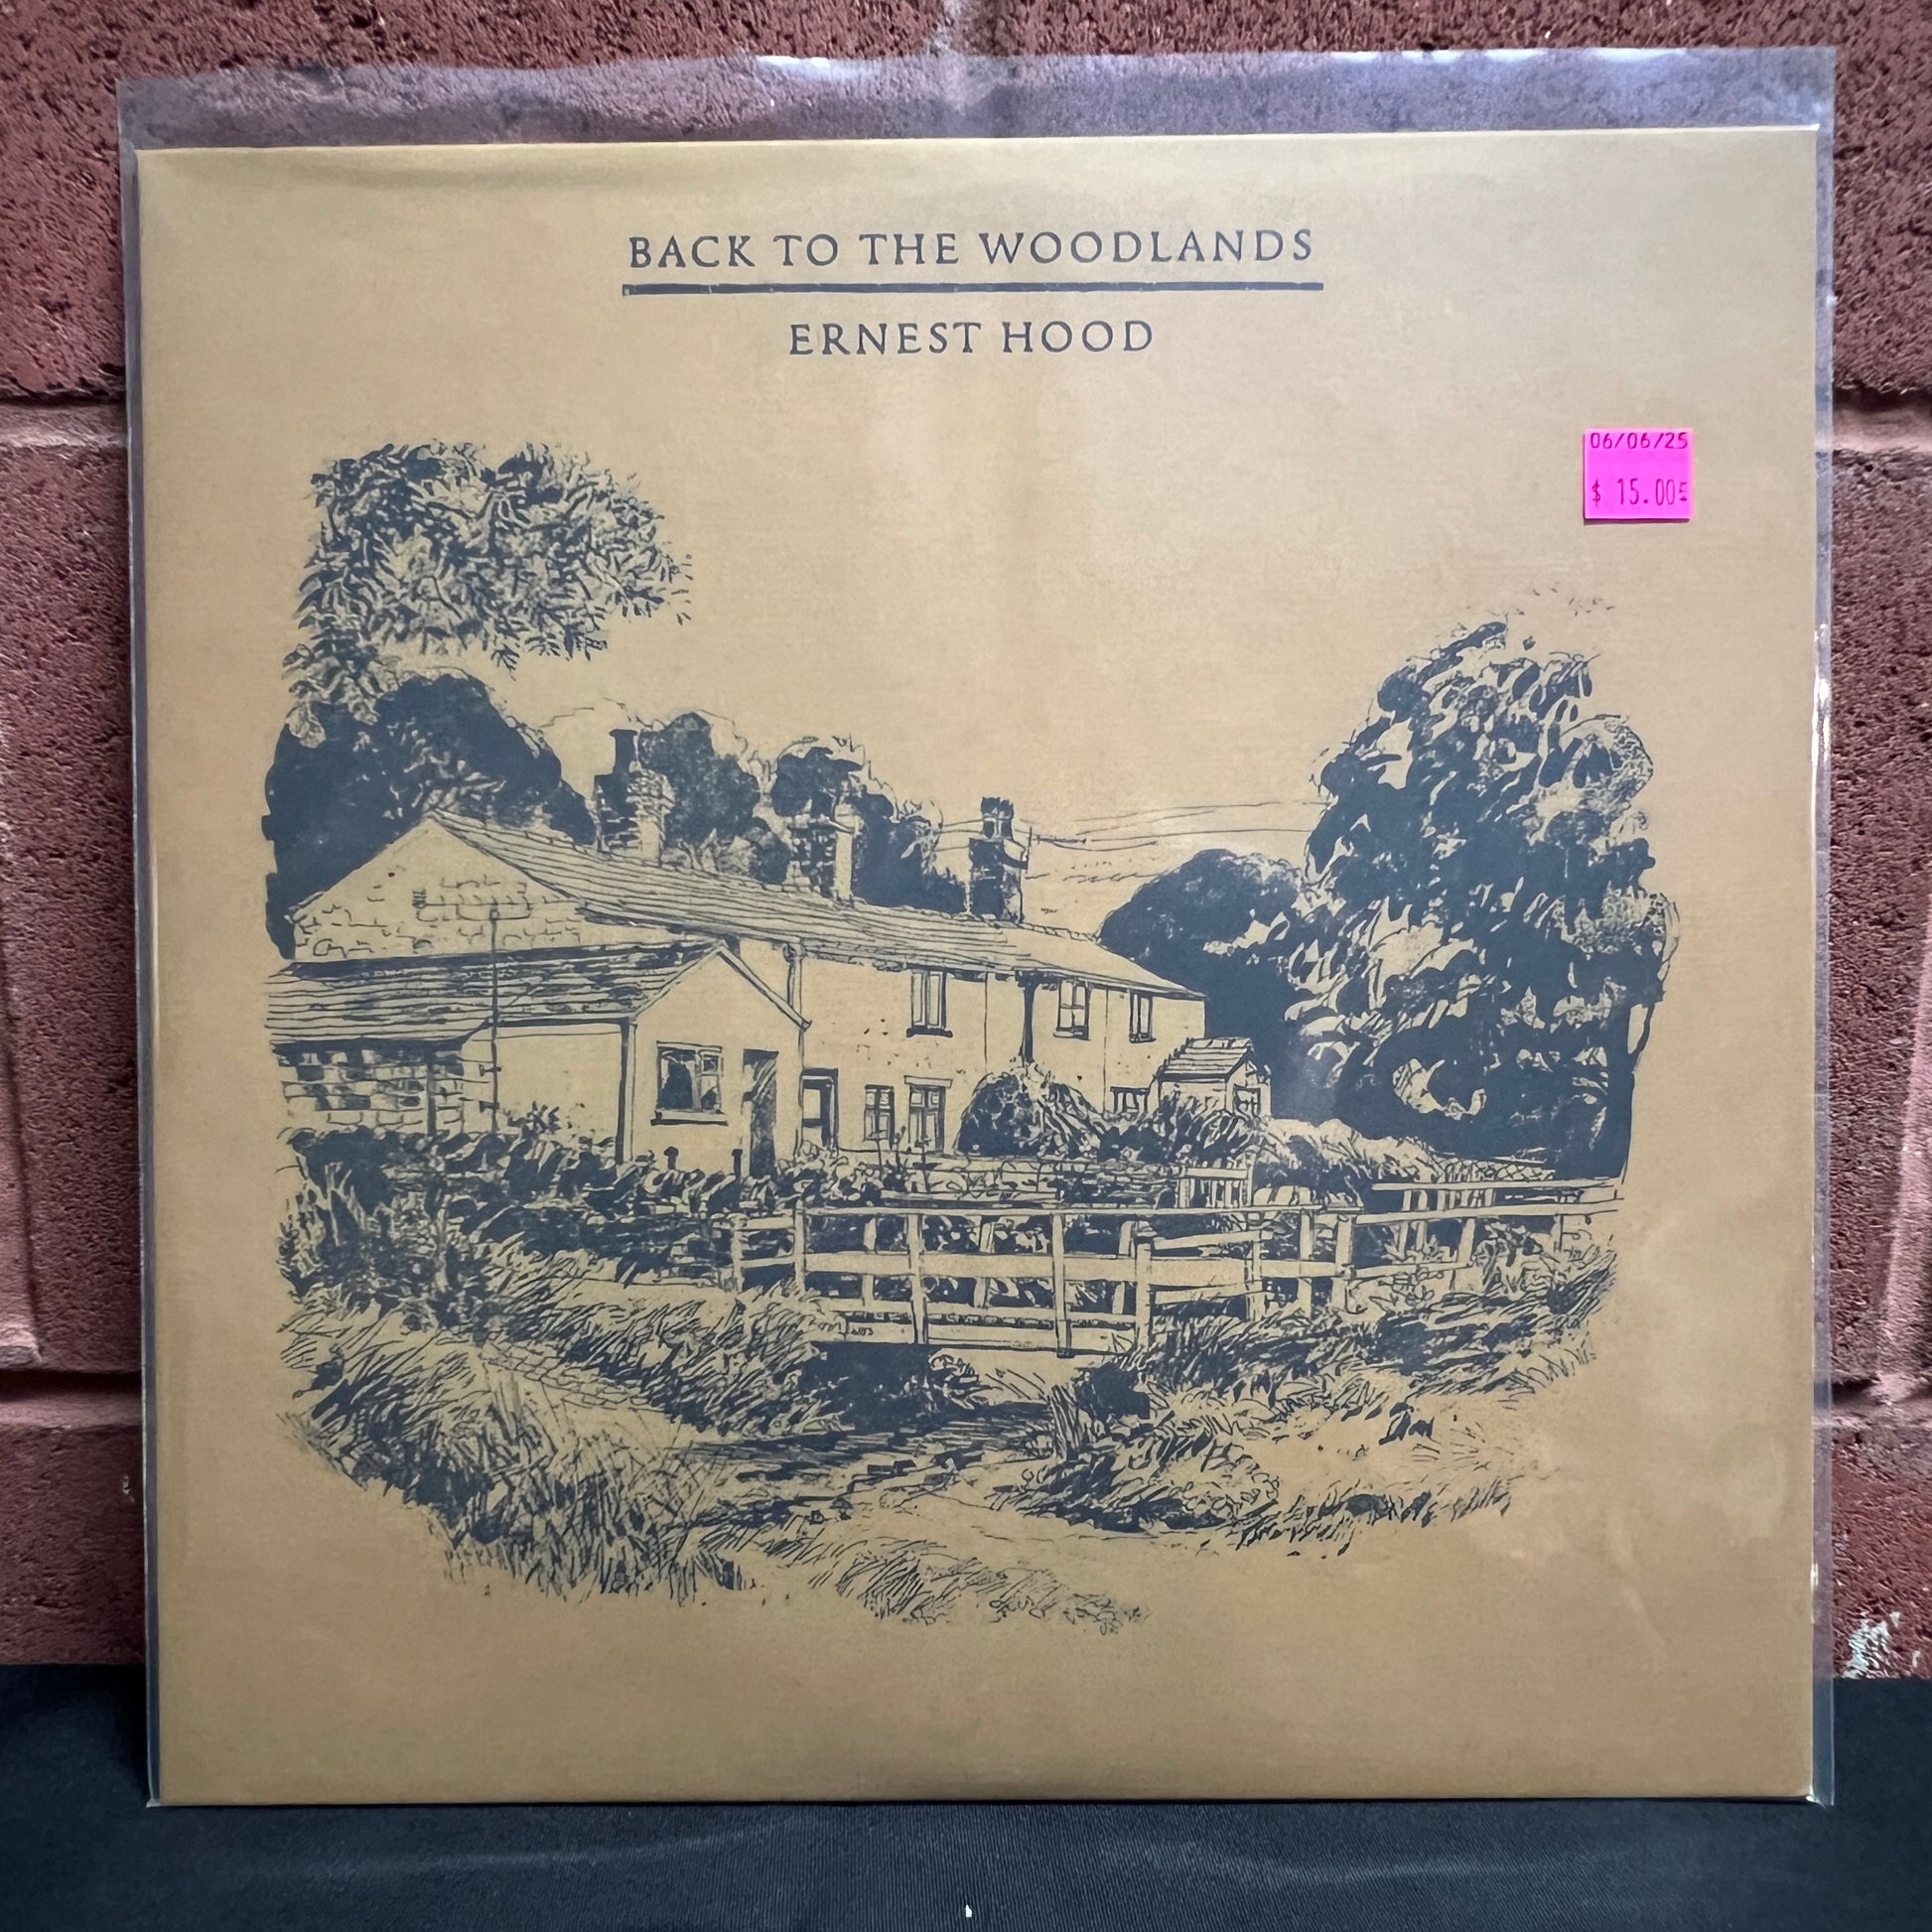 BACK TO THE WOODLANDS
ERNEST HOOD
06/06/25
$ 15.00